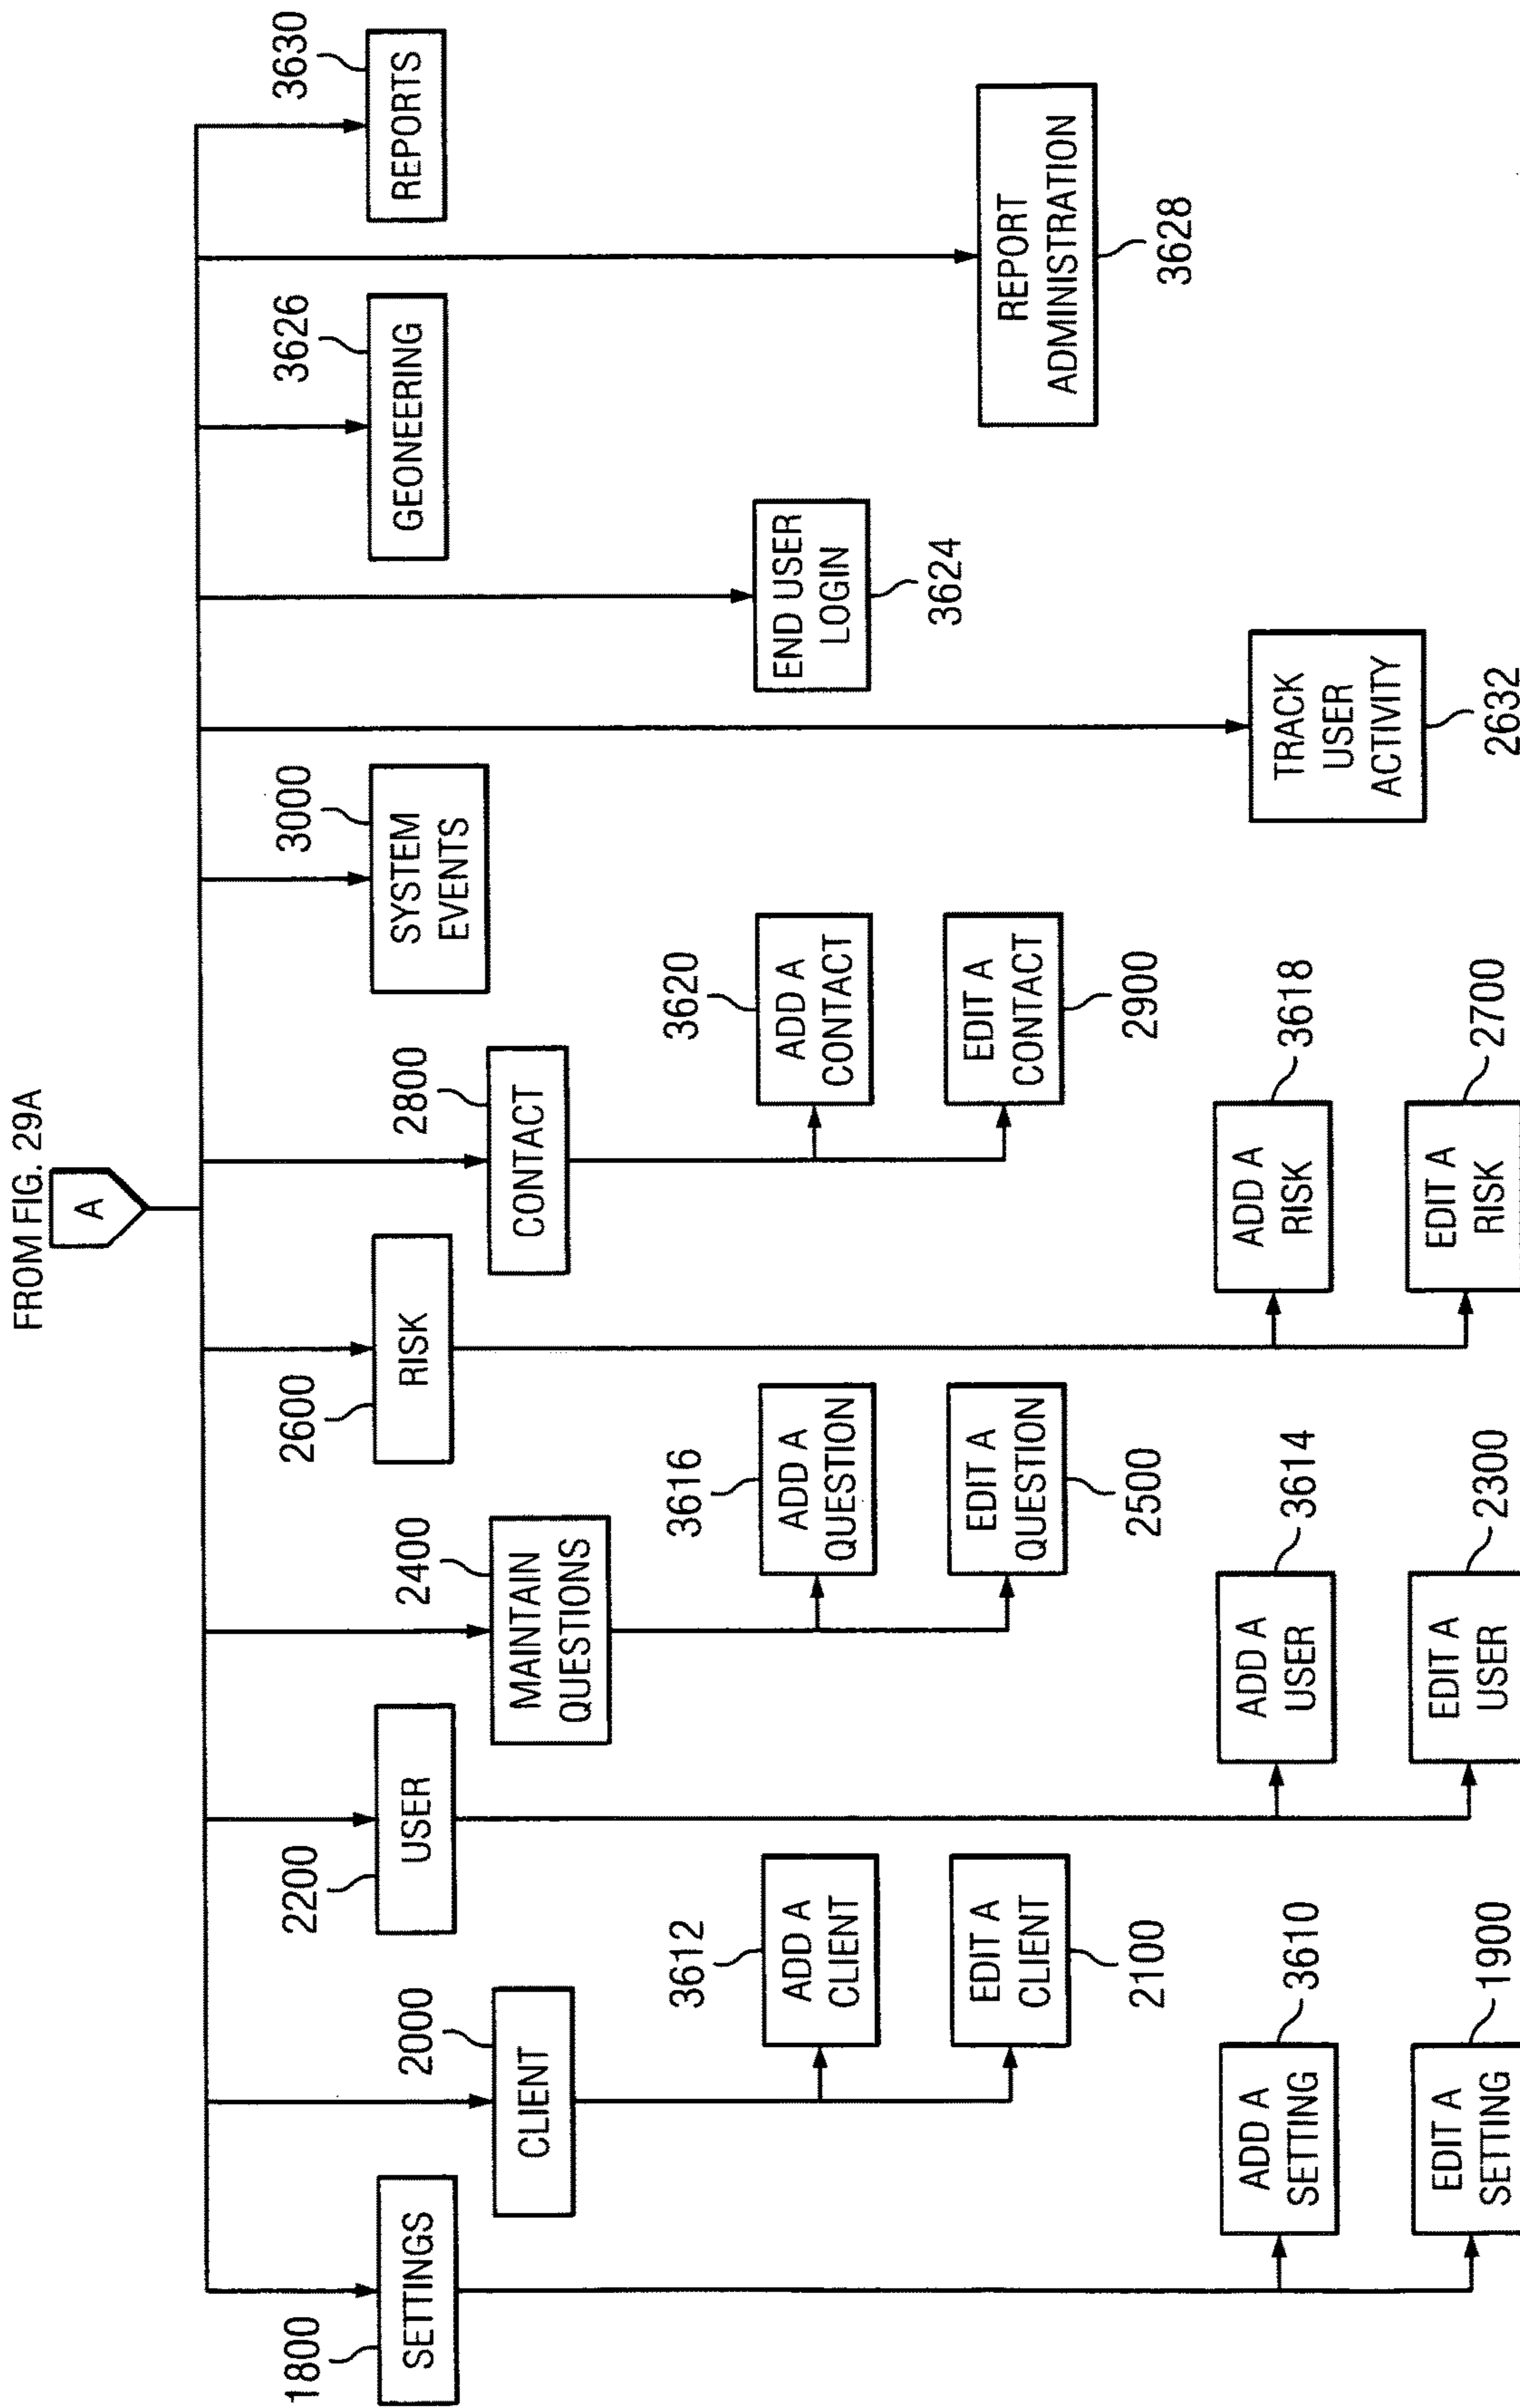 FROM FIG. 29A
A
1800
SETTINGS
2000
CLIENT
2200
USER
2400
MAINTAIN
QUESTIONS
2600
RISK
2800
CONTACT
3000
SYSTEM
EVENTS
3626
GEONEERING
3630
REPORTS
3612
ADD A
CLIENT
EDIT A
CLIENT
2100
3616
ADD A
QUESTION
EDIT A
QUESTION
2500
3620
ADD A
CONTACT
EDIT A
CONTACT
2900
END USER
LOGIN
3624
REPORT
ADMINISTRATION
3628
ADD A
SETTING
3610
EDIT A
SETTING
1900
ADD A
USER
3614
EDIT A
USER
2300
ADD A
RISK
3618
EDIT A
RISK
2700
TRACK
USER
ACTIVITY
2632